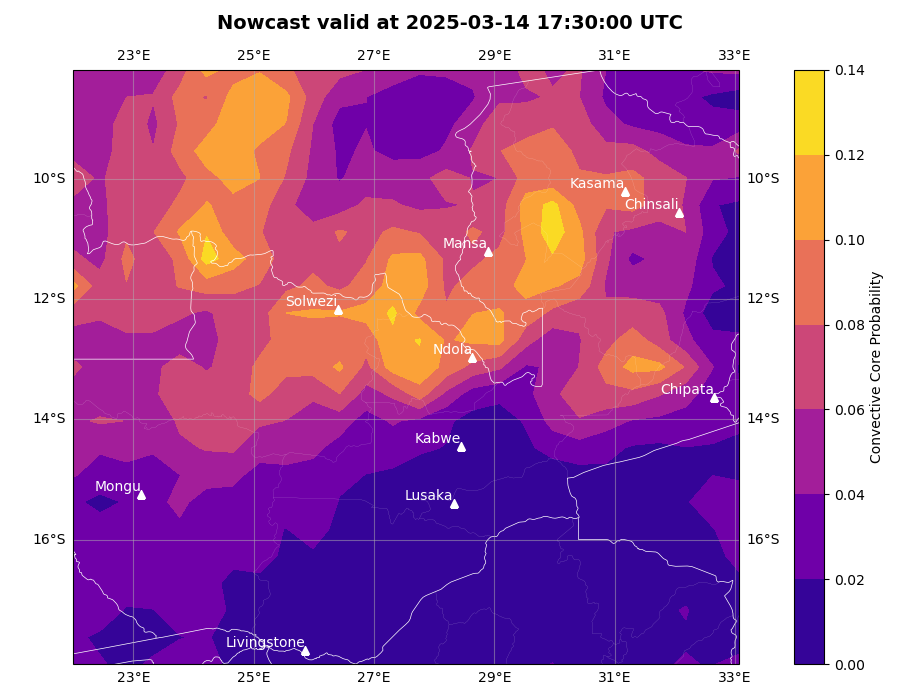 Nowcast valid at 2025-03-14 17:30:00 UTC
23°E 25°E 27°E 29°E 31°E 33°E
0.14
0.12
10°S Kasama 10°S
Chinsali
0.10
Mansa
12°S Solwezi 12°S
0.08
Ndola
Chipata
0.06
14°S 14°S
Kabwe
Mongu
Lusaka
0.04
16°S 16°S
0.02
Livingstone
0.00
23°E 25°E 27°E 29°E 31°E 33°E
Convective Core Probability